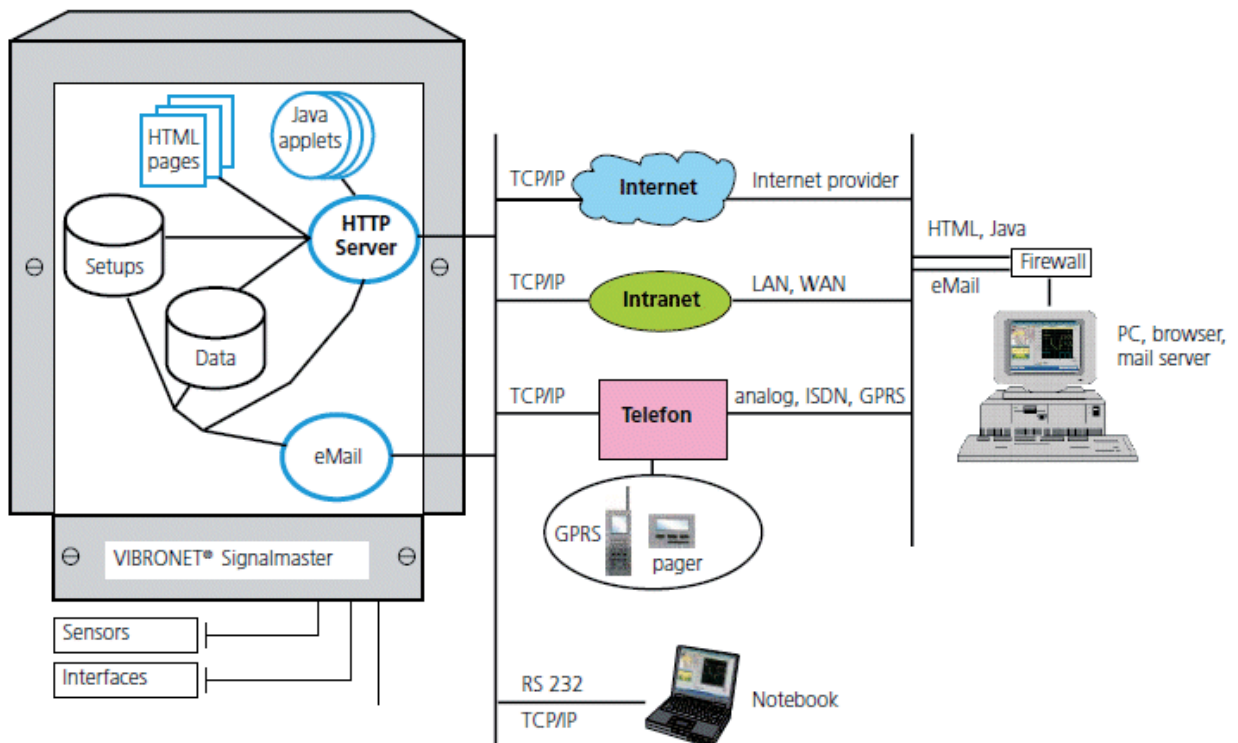 HTML
pages
Java
applets
HTTP
Server
Setups
Data
eMail
VIBRONET® Signalmaster
Sensors
Interfaces
TCP/IP
Internet
Internet provider
TCP/IP
Intranet
LAN, WAN
TCP/IP
Telefon
analog, ISDN, GPRS
GPRS
pager
RS 232
TCP/IP
Notebook
HTML, Java
eMail
Firewall
PC, browser,
mail server